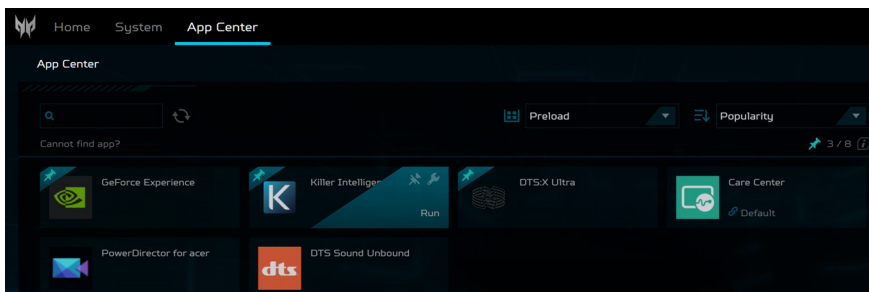 Home System App Center
App Center
Preload Popularity
Cannot find app? 3 / 8 i
GeForce Experience Killer Intelliger DTS:X Ultra Care Center
K Run Default
PowerDirector for acer DTS Sound Unbound
dts